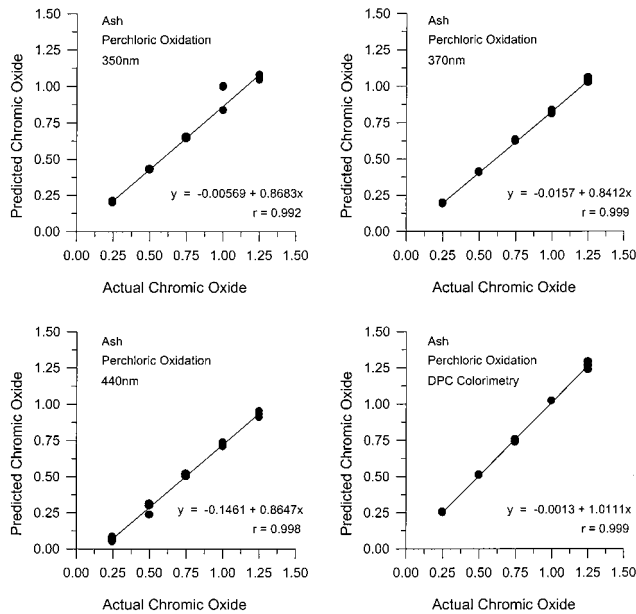 Ash
Perchloric Oxidation
350nm
Predicted Chromic Oxide
1.50
1.25
1.00
0.75
0.50
0.25
0.00
y = -0.00569 + 0.8683x
r = 0.992
0.00 0.25 0.50 0.75 1.00 1.25 1.50
Actual Chromic Oxide
Ash
Perchloric Oxidation
370nm
Predicted Chromic Oxide
1.50
1.25
1.00
0.75
0.50
0.25
0.00
y = -0.0157 + 0.8412x
r = 0.999
0.00 0.25 0.50 0.75 1.00 1.25 1.50
Actual Chromic Oxide
Ash
Perchloric Oxidation
440nm
Predicted Chromic Oxide
1.50
1.25
1.00
0.75
0.50
0.25
0.00
y = -0.1461 + 0.8647x
r = 0.998
0.00 0.25 0.50 0.75 1.00 1.25 1.50
Actual Chromic Oxide
Ash
Perchloric Oxidation
DPC Colorimetry
Predicted Chromic Oxide
1.50
1.25
1.00
0.75
0.50
0.25
0.00
y = -0.0013 + 1.0111x
r = 0.999
0.00 0.25 0.50 0.75 1.00 1.25 1.50
Actual Chromic Oxide